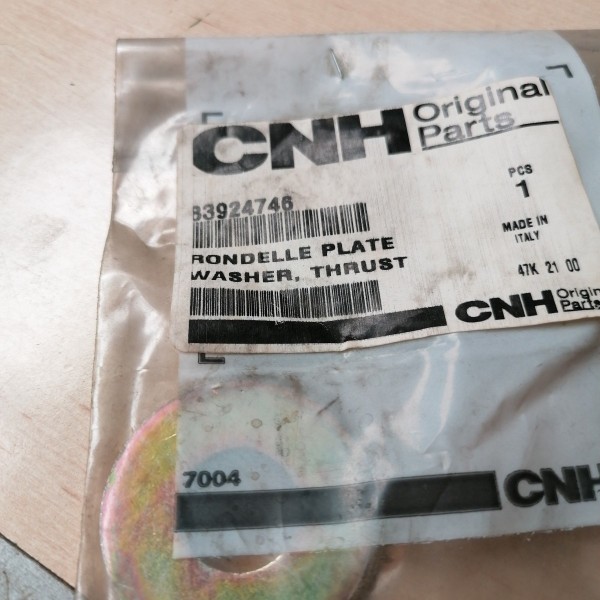 CNH Original Parts
83924746
PCS
1
RONDELLE PLATE
WASHER, THRUST
MADE IN
ITALY
47K 21 00
CNH Original Parts
7004
CNH